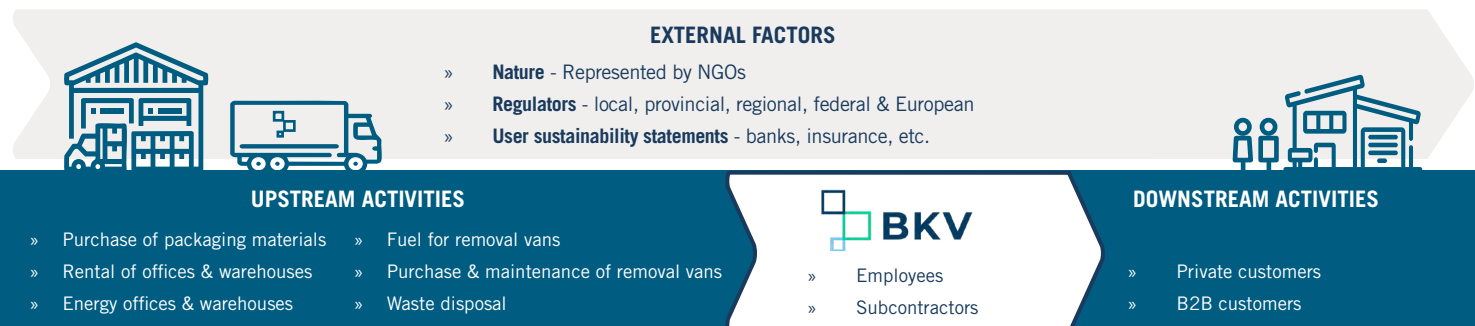 EXTERNAL FACTORS
» Nature - Represented by NGOs
» Regulators - local, provincial, regional, federal & European
» User sustainability statements - banks, insurance, etc.
UPSTREAM ACTIVITIES
» Purchase of packaging materials
» Rental of offices & warehouses
» Energy offices & warehouses
» Fuel for removal vans
» Purchase & maintenance of removal vans
» Waste disposal
BKV
» Employees
» Subcontractors
DOWNSTREAM ACTIVITIES
» Private customers
» B2B customers